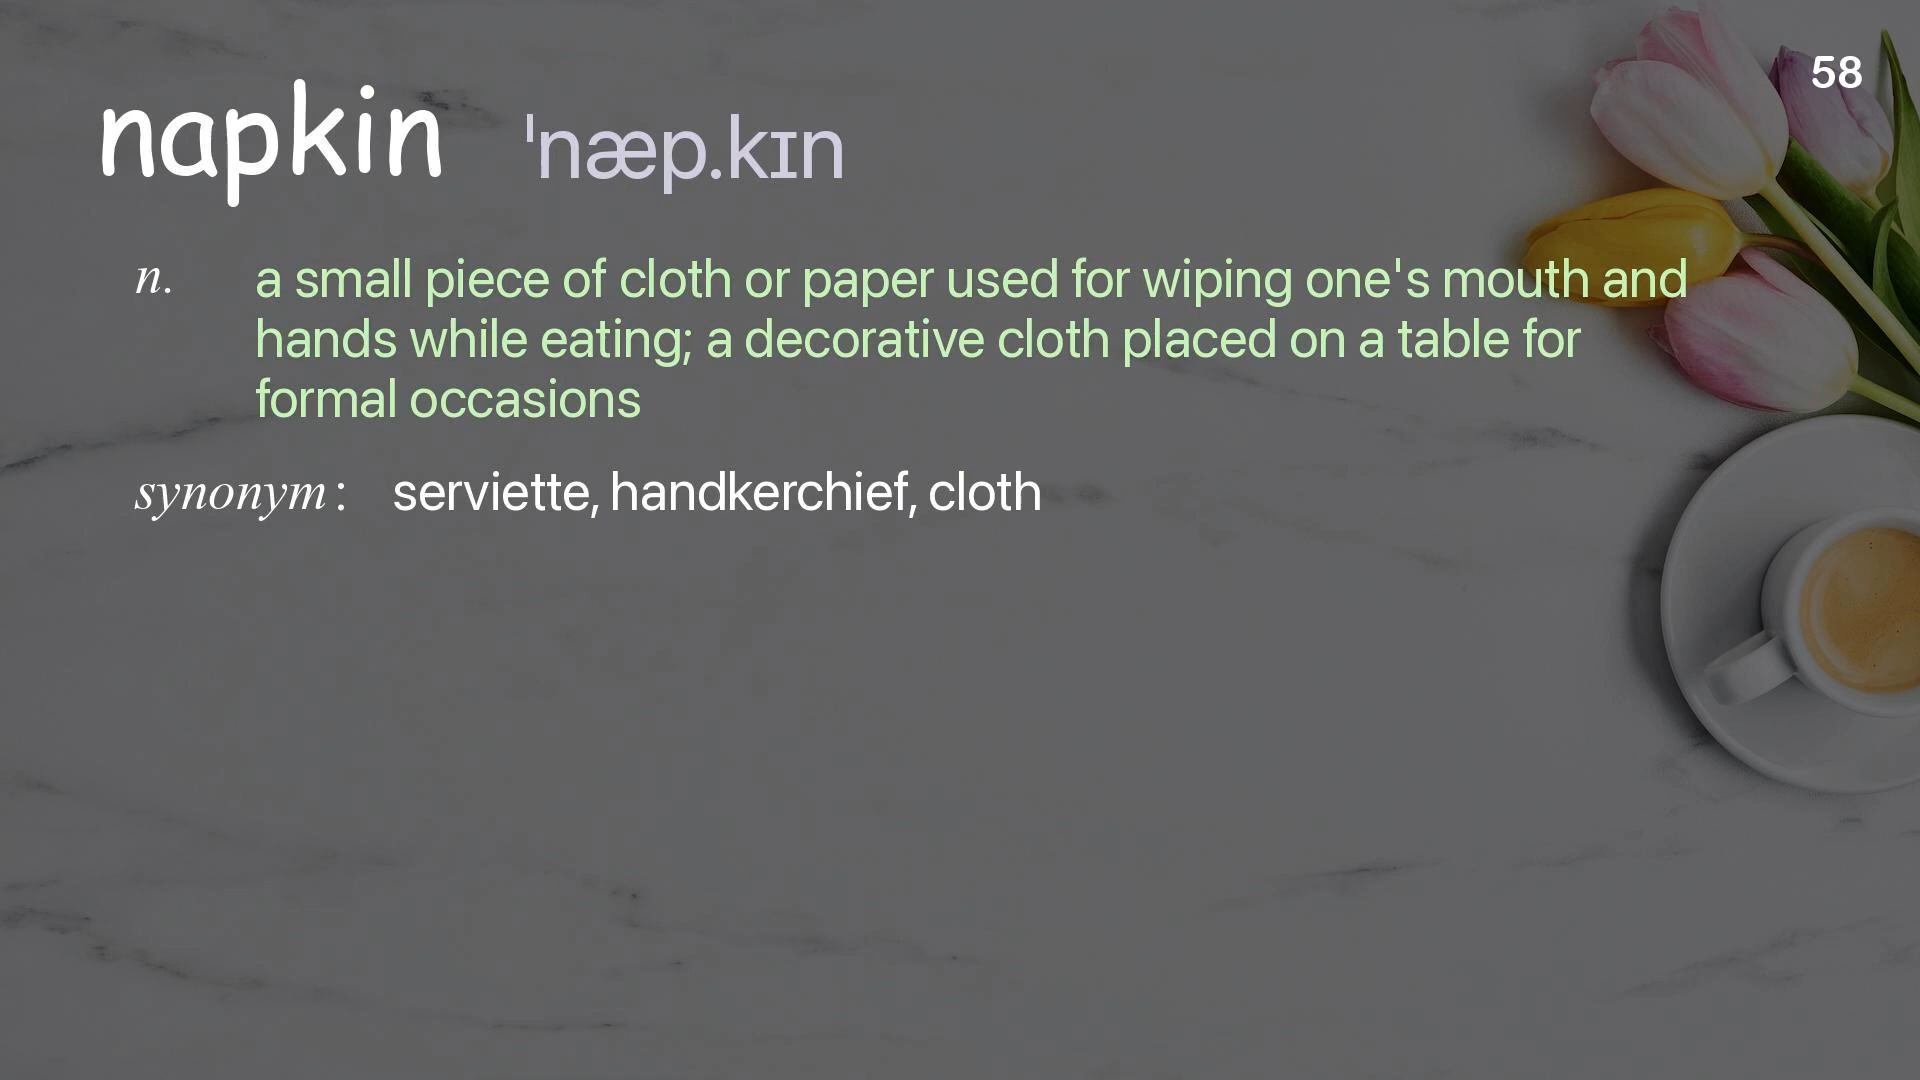 58
napkin ˈnæp.kɪn
n. a small piece of cloth or paper used for wiping one's mouth and
hands while eating; a decorative cloth placed on a table for
formal occasions
synonym: serviette, handkerchief, cloth